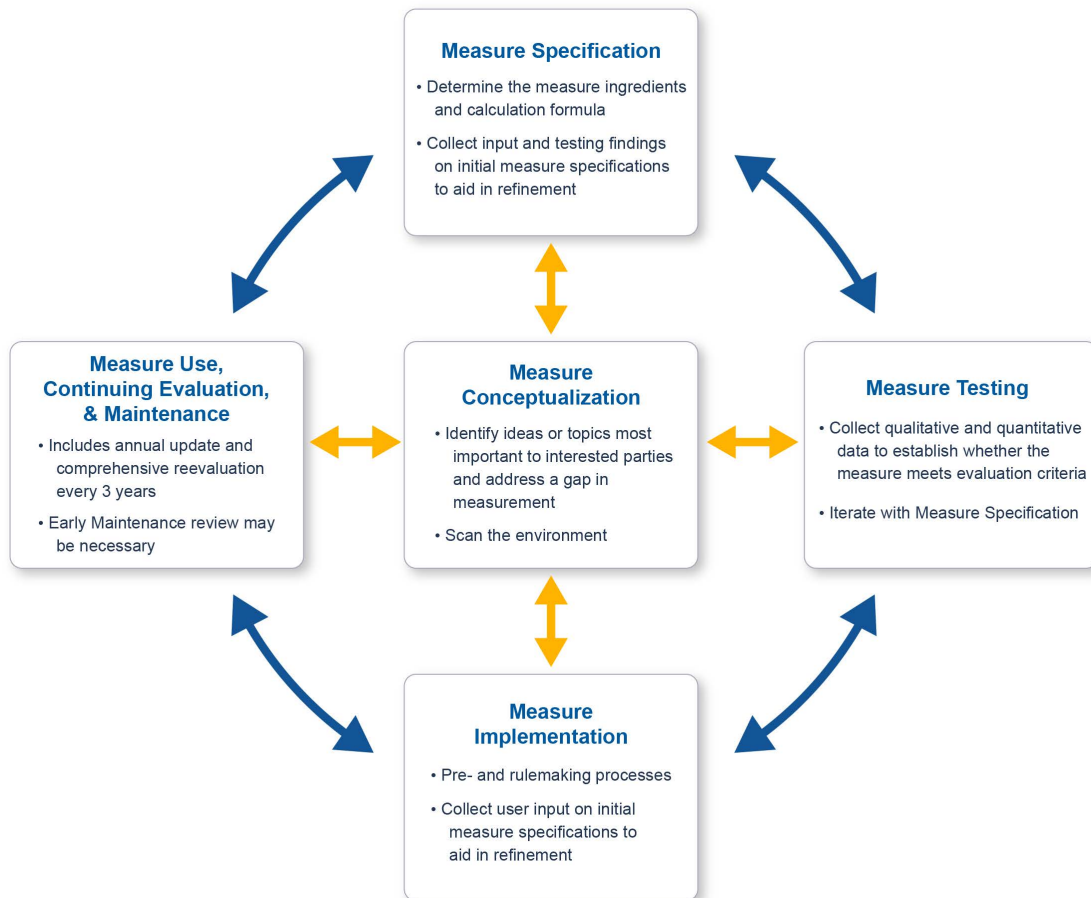 Measure Specification
• Determine the measure ingredients
and calculation formula
• Collect input and testing findings
on initial measure specifications
to aid in refinement
Measure Use,
Continuing Evaluation,
& Maintenance
• Includes annual update and
comprehensive reevaluation
every 3 years
• Early Maintenance review may
be necessary
Measure
Conceptualization
• Identify ideas or topics most
important to interested parties
and address a gap in
measurement
• Scan the environment
Measure Testing
• Collect qualitative and quantitative
data to establish whether the
measure meets evaluation criteria
• Iterate with Measure Specification
Measure
Implementation
• Pre- and rulemaking processes
• Collect user input on initial
measure specifications to
aid in refinement